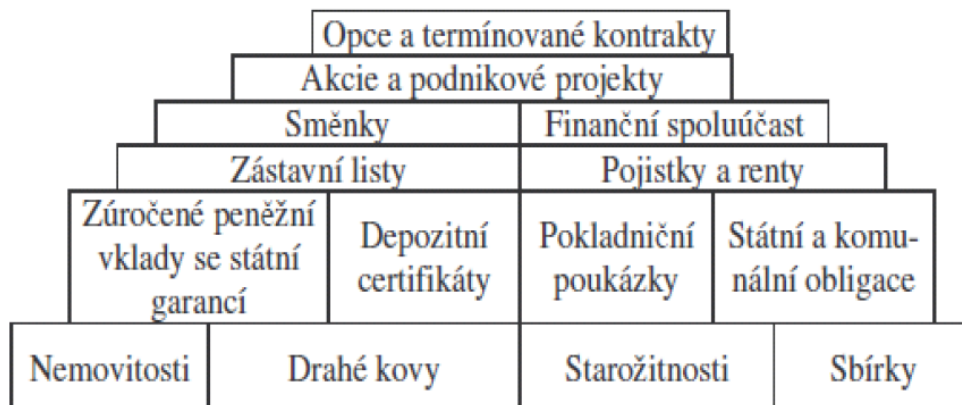 Opce a termínované kontrakty
Akcie a podnikové projekty
Směnky
Finanční spoluúčast
Zástavní listy
Pojistky a renty
Zúročené peněžní
vklady se státní
garancí
Depozitní
certifikáty
Pokladniční
poukázky
Státní a komu-
nální obligace
Nemovitosti
Drahé kovy
Starožitnosti
Sbírky